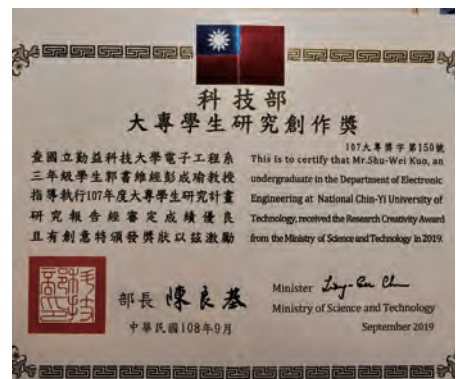 科技部
大專學生研究創作獎
107大專獎字第150號
查國立勤益科技大學電子工程系
三年級學生郭書維經彭成瑜教授
指導執行107年度大專學生研究計畫
研究報告經審定成績優良
且有創意特頒發獎狀以茲激勵
This is to certify that Mr.Shu-Wei Kuo, an
undergraduate in the Department of Electronic
Engineering at National Chin-Yi University of
Technology, received the Research Creativity Award
from the Ministry of Science and Technology in 2019.
科技
部印
部長 陳良基
中華民國108年9月
Minister Liang-Gee Chen
Ministry of Science and Technology
September 2019